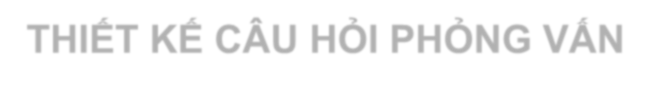 THIẾT KẾ CÂU HỎI PHỎNG VẤN